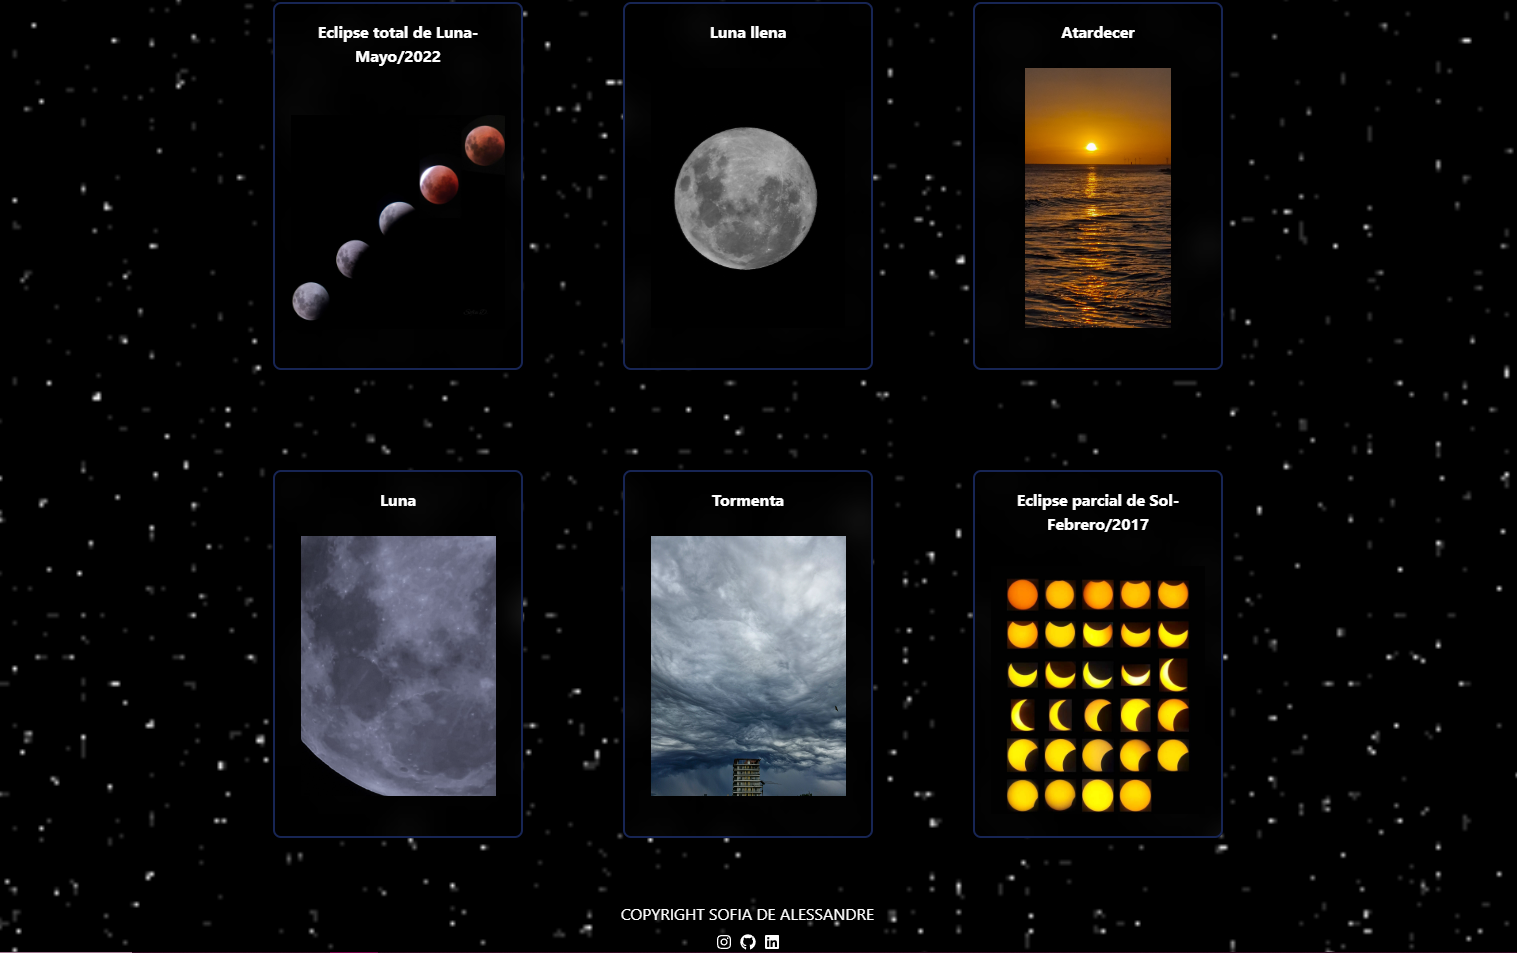 Eclipse total de Luna-
Mayo/2022
Luna llena
Atardecer
Luna
Tormenta
Eclipse parcial de Sol-
Febrero/2017
COPYRIGHT SOFIA DE ALESSANDRE